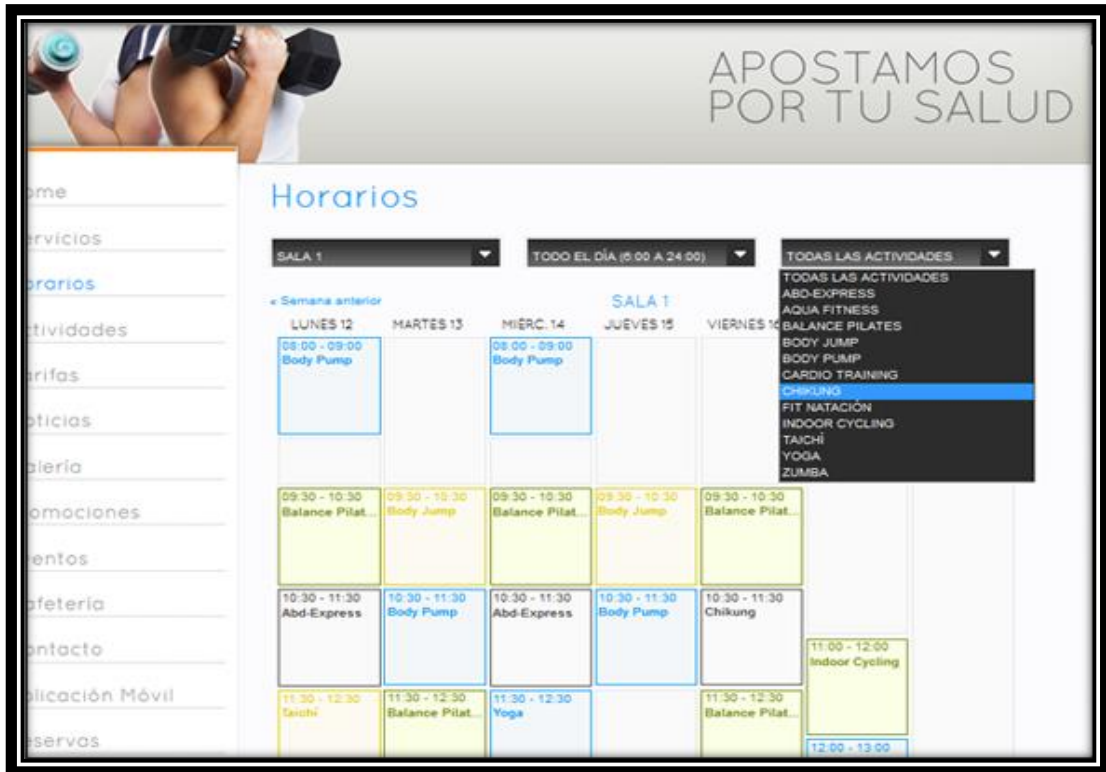 APOSTAMOS
POR TU SALUD
ome
ervicios
orarios
ctividades
arifas
oticias
alería
omociones
entos
afetería
ontacto
plicación Móvil
eservas
Horarios
SALA 1
TODO EL DÍA (6:00 A 24:00)
TODAS LAS ACTIVIDADES
TODAS LAS ACTIVIDADES
ABD-EXPRESS
AQUA FITNESS
BALANCE PILATES
BODY JUMP
BODY PUMP
CARDIO TRAINING
CHIKUNG
FIT NATACIÓN
INDOOR CYCLING
TAICHÍ
YOGA
ZUMBA
« Semana anterior
SALA 1
LUNES 12 MARTES 13 MIÉRC. 14 JUEVES 15 VIERNES 16
08:00 - 09:00 08:00 - 09:00
Body Pump Body Pump
09:30 - 10:30 09:30 - 10:30 09:30 - 10:30 09:30 - 10:30 09:30 - 10:30
Balance Pilat... Body Jump Balance Pilat... Body Jump Balance Pilat...
10:30 - 11:30 10:30 - 11:30 10:30 - 11:30 10:30 - 11:30 10:30 - 11:30
Abd-Express Body Pump Abd-Express Body Pump Chikung
11:00 - 12:00
Indoor Cycling
11:30 - 12:30 11:30 - 12:30 11:30 - 12:30 11:30 - 12:30
Taichí Balance Pilat... Yoga Balance Pilat...
12:00 - 13:00